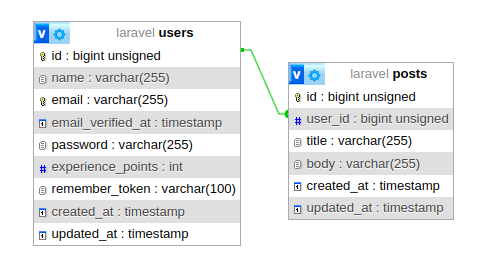 v laravel users
id : bigint unsigned
name : varchar(255)
email : varchar(255)
email_verified_at : timestamp
password : varchar(255)
# experience_points : int
remember_token : varchar(100)
created_at : timestamp
updated_at : timestamp
v laravel posts
id : bigint unsigned
# user_id : bigint unsigned
title : varchar(255)
body : varchar(255)
created_at : timestamp
updated_at : timestamp